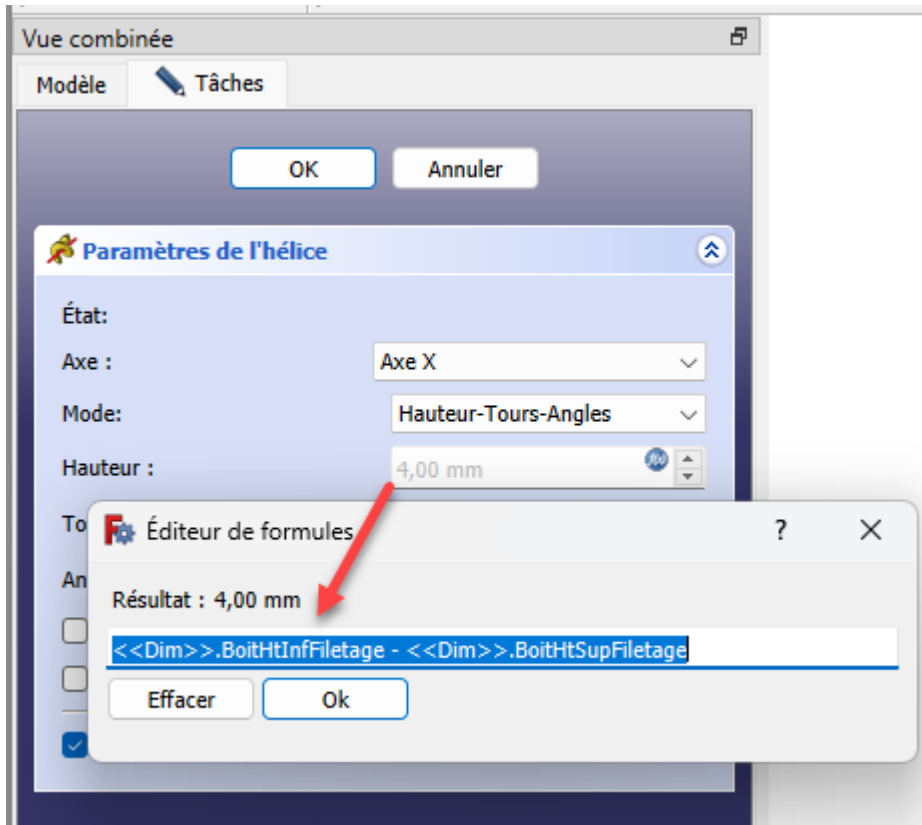 Vue combinée
Modèle
Tâches
OK
Annuler
Paramètres de l'hélice
État:
Axe :
Axe X
Mode:
Hauteur-Tours-Angles
Hauteur :
4,00 mm
To
Éditeur de formules
?
An
Résultat : 4,00 mm
<<Dim>>.BoitHtInfFiletage - <<Dim>>.BoitHtSupFiletage
Effacer
Ok